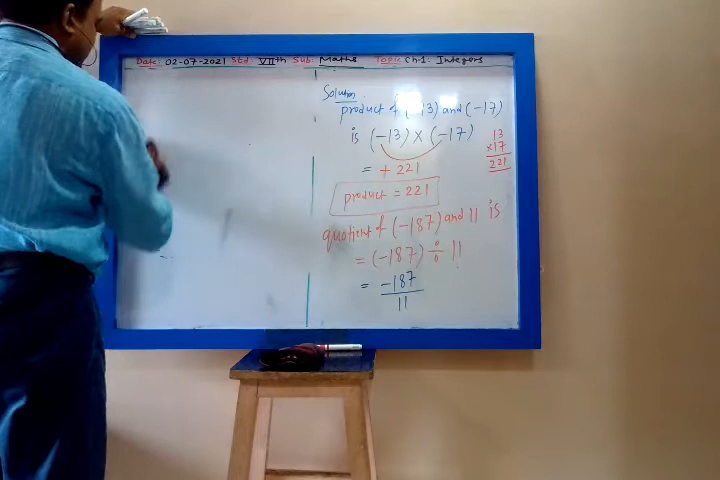 Date: 02-07-2021 Std VIIth Sub: Maths Topic Ch-1. Integers
Solution
product of (-13) and (-17)
is (-13) × (-17)
13
×17
221
= + 221
product = 221
quotient of (-187) and 11 is
= (-187) ÷ 11
= -187
11